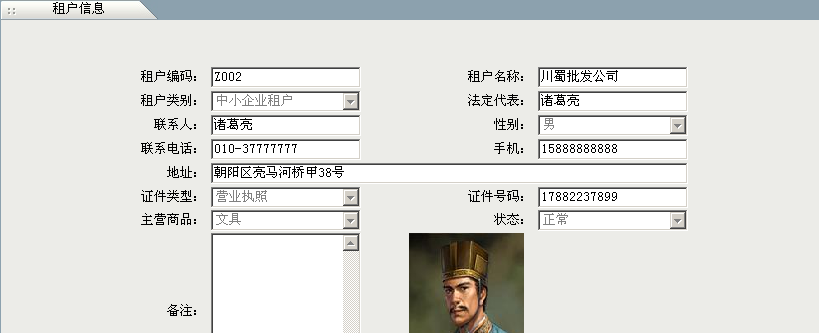 租户信息
租户编码: Z002 租户名称: 川蜀批发公司
租户类别: 中小企业租户 法定代表: 诸葛亮
联系人: 诸葛亮 性别: 男
联系电话: 010-37777777 手机: 15888888888
地址: 朝阳区亮马河桥甲38号
证件类型: 营业执照 证件号码: 17882237899
主营商品: 文具 状态: 正常
备注: